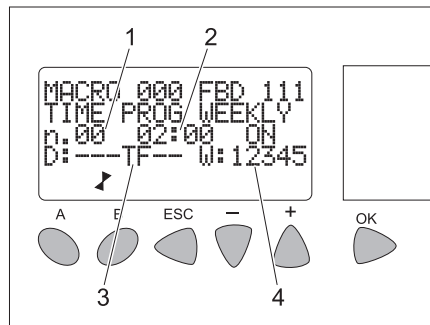 1 2
MACRO 000 FBD 111
TIME PROG WEEKLY
n.00 02:00 ON
D:---TF-- W:12345
A B ESC − + OK
3 4